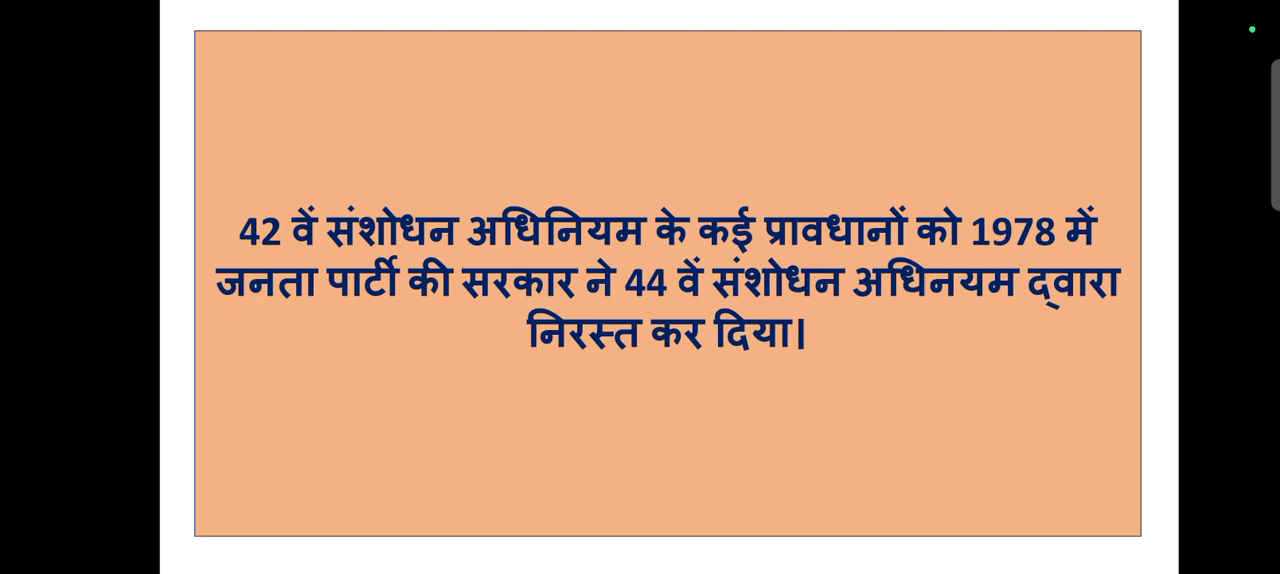 42 वें संशोधन अधिनियम के कई प्रावधानों को 1978 में
जनता पार्टी की सरकार ने 44 वें संशोधन अधिनयम द्वारा
निरस्त कर दिया।